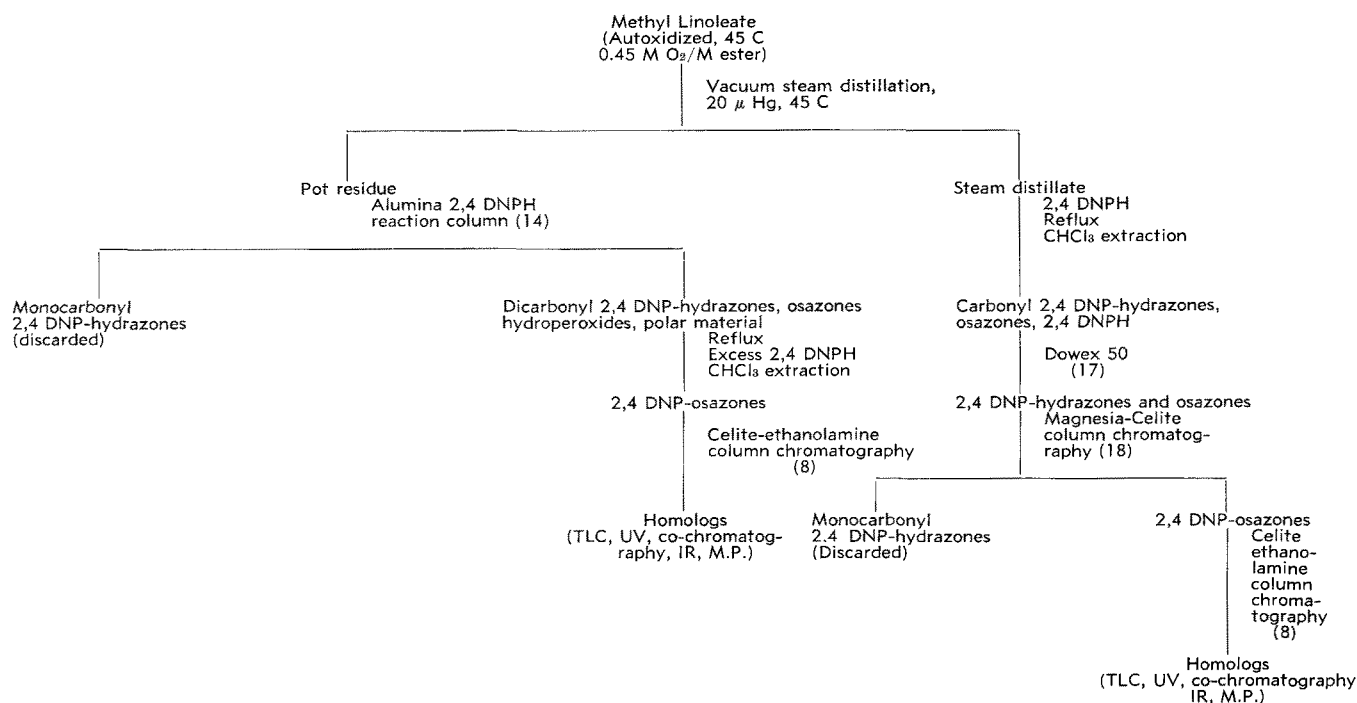 Methyl Linoleate
(Autoxidized, 45 C
0.45 M O₂/M ester)
Vacuum steam distillation,
20 μ Hg, 45 C
Pot residue
Alumina 2,4 DNPH
reaction column (14)
Steam distillate
2,4 DNPH
Reflux
CHCl₃ extraction
Monocarbonyl
2,4 DNP-hydrazones
(discarded)
Dicarbonyl 2,4 DNP-hydrazones, osazones
hydroperoxides, polar material
Reflux
Excess 2,4 DNPH
CHCl₃ extraction
Carbonyl 2,4 DNP-hydrazones,
osazones, 2,4 DNPH
Dowex 50
(17)
2,4 DNP-osazones
Celite-ethanolamine
column chromatography
(8)
2,4 DNP-hydrazones and osazones
Magnesia-Celite
column chromatog-
raphy (18)
Homologs
(TLC, UV, co-chromatog-
raphy, IR, M.P.)
Monocarbonyl
2.4 DNP-hydrazones
(Discarded)
2,4 DNP-osazones
Celite
ethano-
lamine
column
chroma-
tography
(8)
Homologs
(TLC, UV, co-chromatography
IR, M.P.)